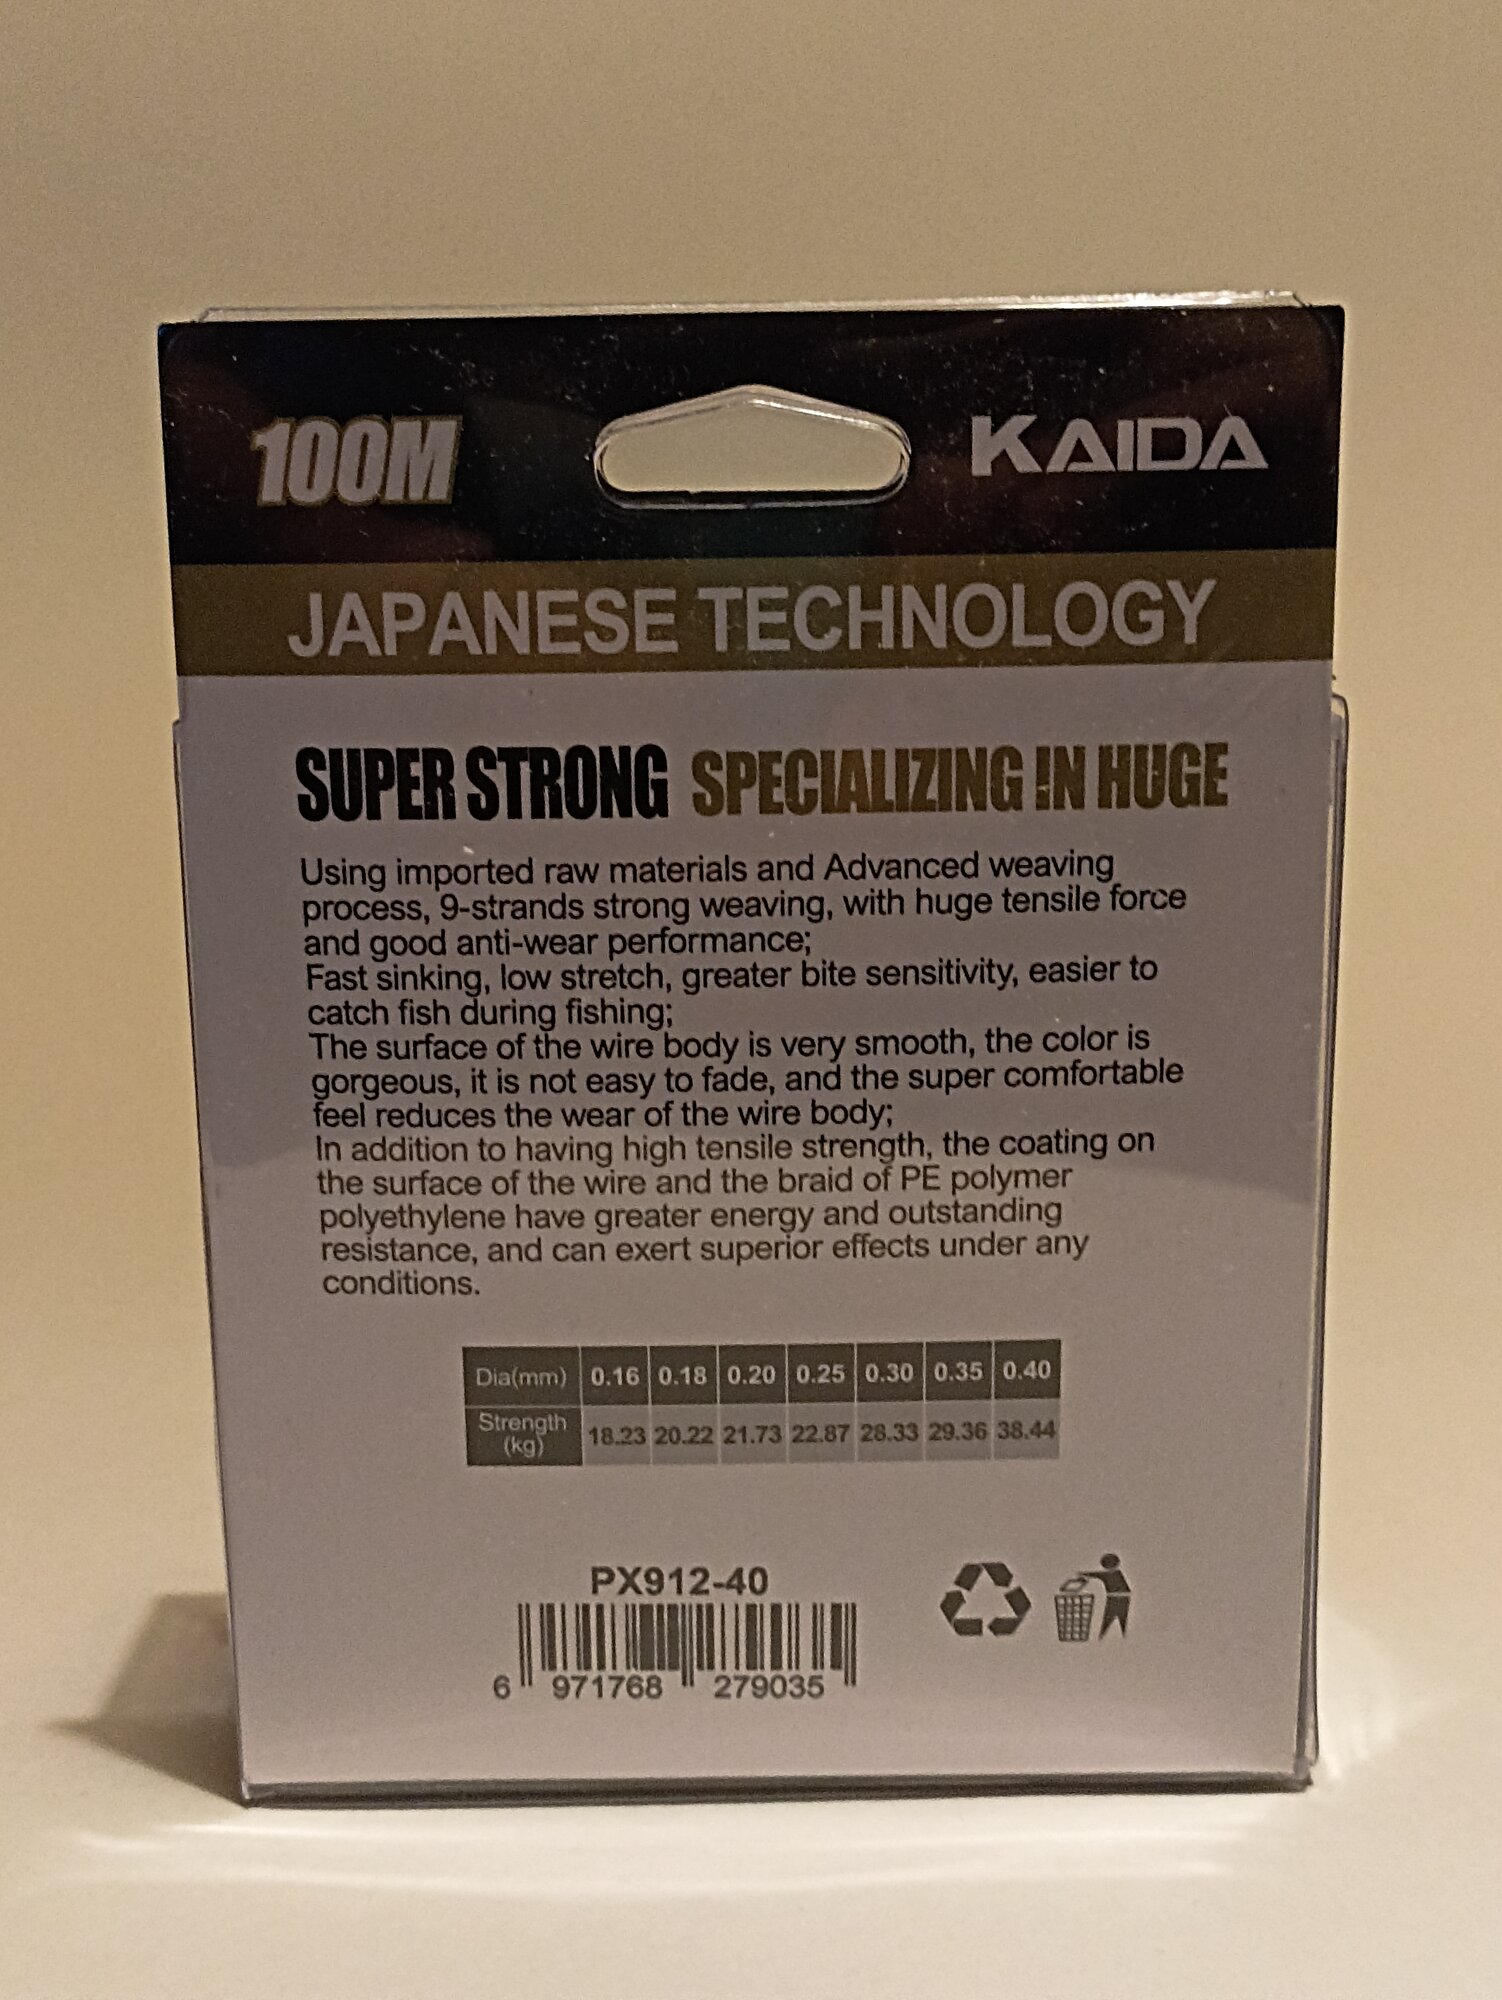 100M
KAIDA
JAPANESE TECHNOLOGY
SUPER STRONG SPECIALIZING IN HUGE
Using imported raw materials and Advanced weaving
process, 9-strands strong weaving, with huge tensile force
and good anti-wear performance;
Fast sinking, low stretch, greater bite sensitivity, easier to
catch fish during fishing;
The surface of the wire body is very smooth, the color is
gorgeous, it is not easy to fade, and the super comfortable
feel reduces the wear of the wire body;
In addition to having high tensile strength, the coating on
the surface of the wire and the braid of PE polymer
polyethylene have greater energy and outstanding
resistance, and can exert superior effects under any
conditions.
Dia(mm) 0.16 0.18 0.20 0.25 0.30 0.35 0.40
Strength
(kg) 18.23 20.22 21.73 22.87 28.33 29.36 38.44
PX912-40
6 971768 279035